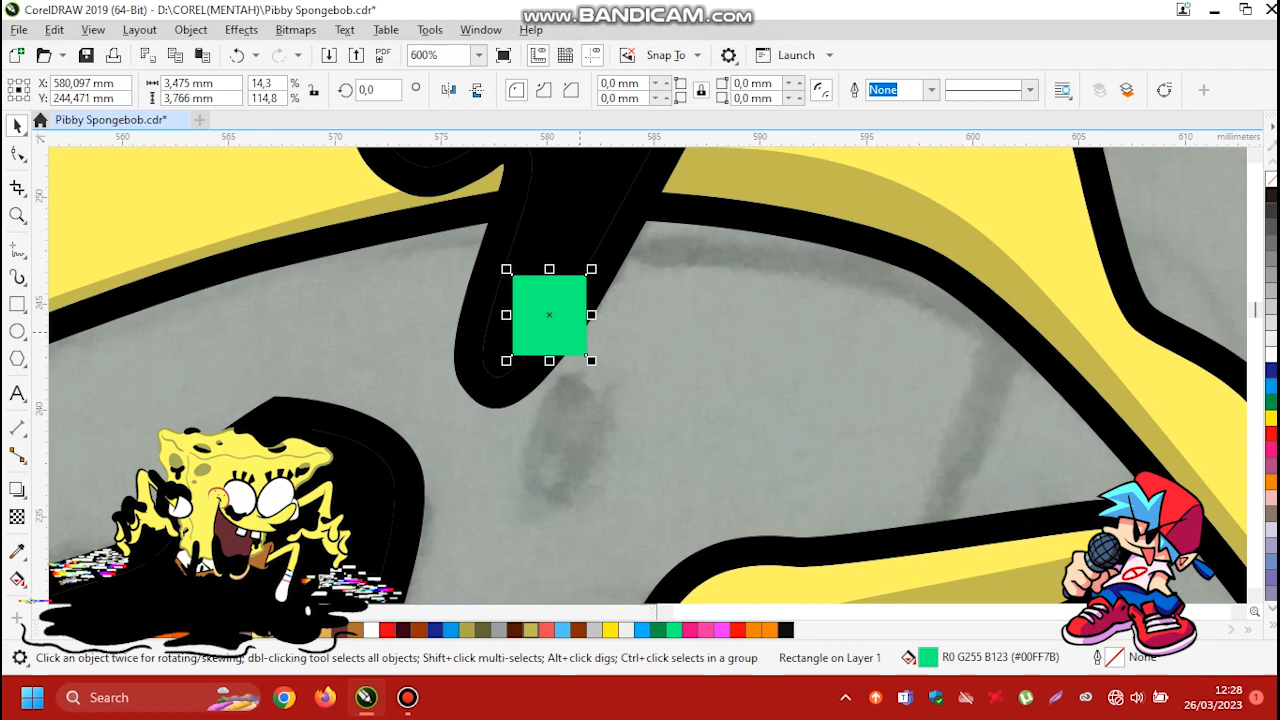 CorelDRAW 2019 (64-Bit) - D:\COREL(MENTAH)\Pibby Spongebob.cdr*
www.BANDICAM.com
File Edit View Layout Object Effects Bitmaps Text Table Tools Window Help
PDF 600% Snap To Launch
X: 580,097 mm 3,475 mm 14,3 % 0,0 0,0 mm 0,0 mm None
Y: 244,471 mm 3,766 mm 114,8 % 0,0 mm 0,0 mm
Pibby Spongebob.cdr*
560 565 570 575 580 585 590 595 600 605 610 millimeters
250
245
240
235
Click an object twice for rotating/skewing; dbl-clicking tool selects all objects; Shift+click multi-selects; Alt+click digs; Ctrl+click selects in a group Rectangle on Layer 1 R0 G255 B123 (#00FF7B) None
Search 12:28
26/03/2023 1